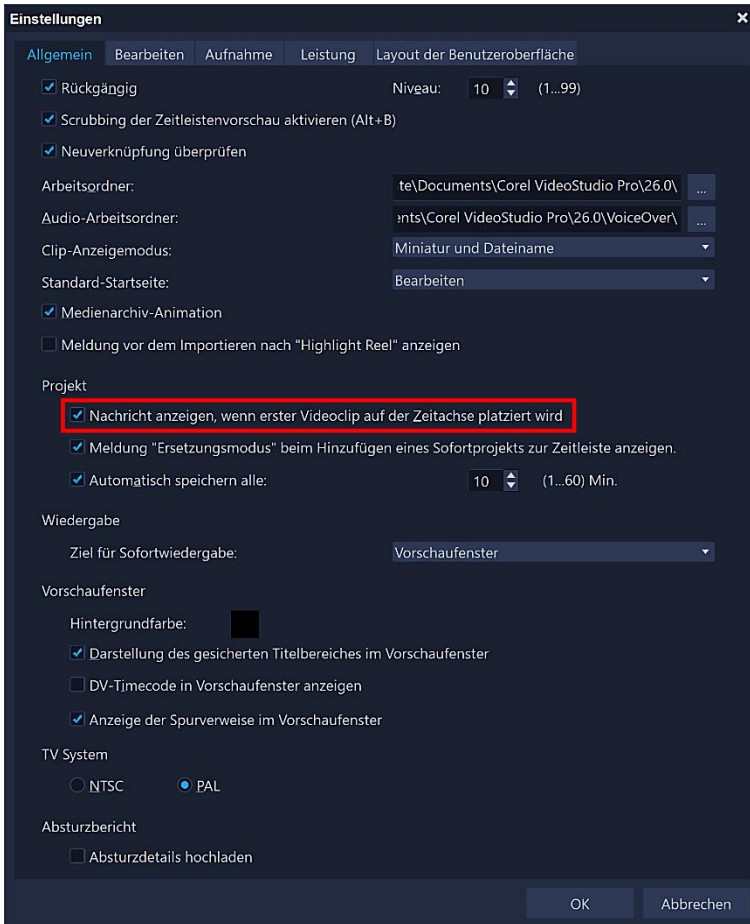 Einstellungen
Allgemein Bearbeiten Aufnahme Leistung Layout der Benutzeroberfläche
Rückgängig Niveau: 10 (1...99)
Scrubbing der Zeitleistenvorschau aktivieren (Alt+B)
Neuverknüpfung überprüfen
Arbeitsordner: te\Documents\Corel VideoStudio Pro\26.0\ ...
Audio-Arbeitsordner: ents\Corel VideoStudio Pro\26.0\VoiceOver\ ...
Clip-Anzeigemodus: Miniatur und Dateiname
Standard-Startseite: Bearbeiten
Medienarchiv-Animation
Meldung vor dem Importieren nach "Highlight Reel" anzeigen
Projekt
Nachricht anzeigen, wenn erster Videoclip auf der Zeitachse platziert wird
Meldung "Ersetzungsmodus" beim Hinzufügen eines Sofortprojekts zur Zeitleiste anzeigen.
Automatisch speichern alle: 10 (1...60) Min.
Wiedergabe
Ziel für Sofortwiedergabe: Vorschaufenster
Vorschaufenster
Hintergrundfarbe:
Darstellung des gesicherten Titelbereiches im Vorschaufenster
DV-Timecode in Vorschaufenster anzeigen
Anzeige der Spurverweise im Vorschaufenster
TV System
NTSC PAL
Absturzbericht
Absturzdetails hochladen
OK Abbrechen